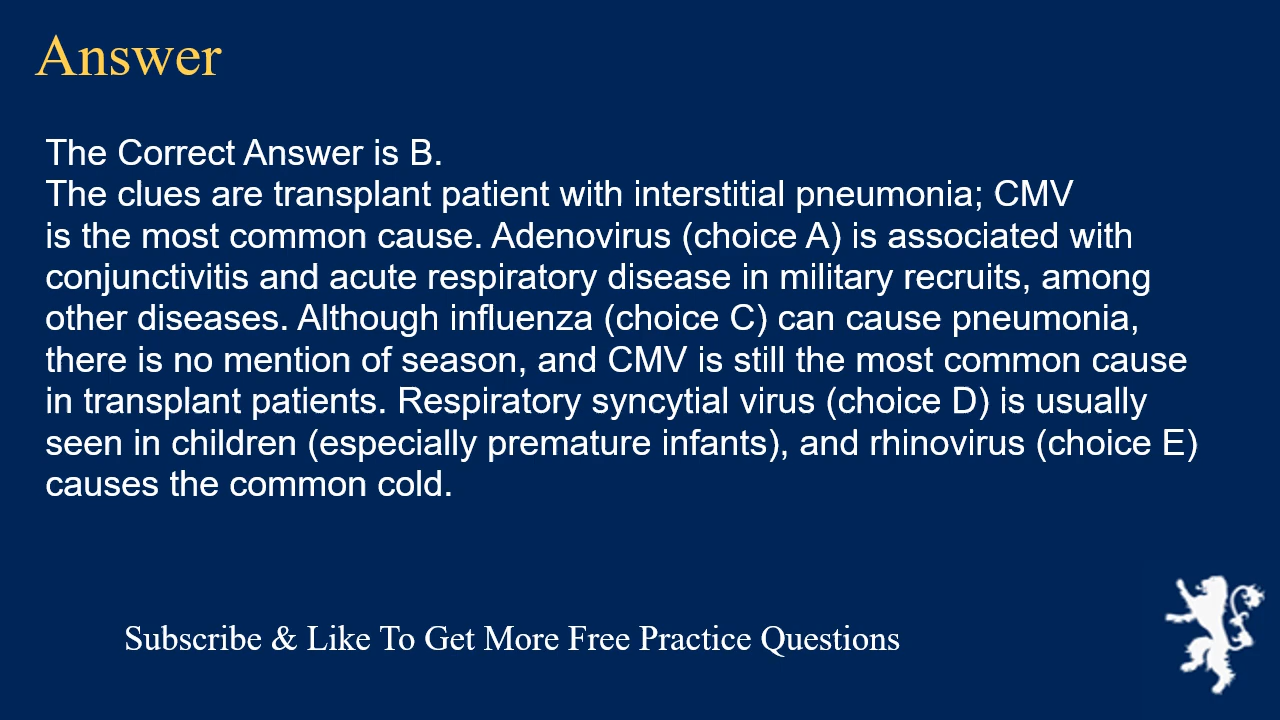 Answer
The Correct Answer is B.
The clues are transplant patient with interstitial pneumonia; CMV
is the most common cause. Adenovirus (choice A) is associated with
conjunctivitis and acute respiratory disease in military recruits, among
other diseases. Although influenza (choice C) can cause pneumonia,
there is no mention of season, and CMV is still the most common cause
in transplant patients. Respiratory syncytial virus (choice D) is usually
seen in children (especially premature infants), and rhinovirus (choice E)
causes the common cold.
Subscribe & Like To Get More Free Practice Questions